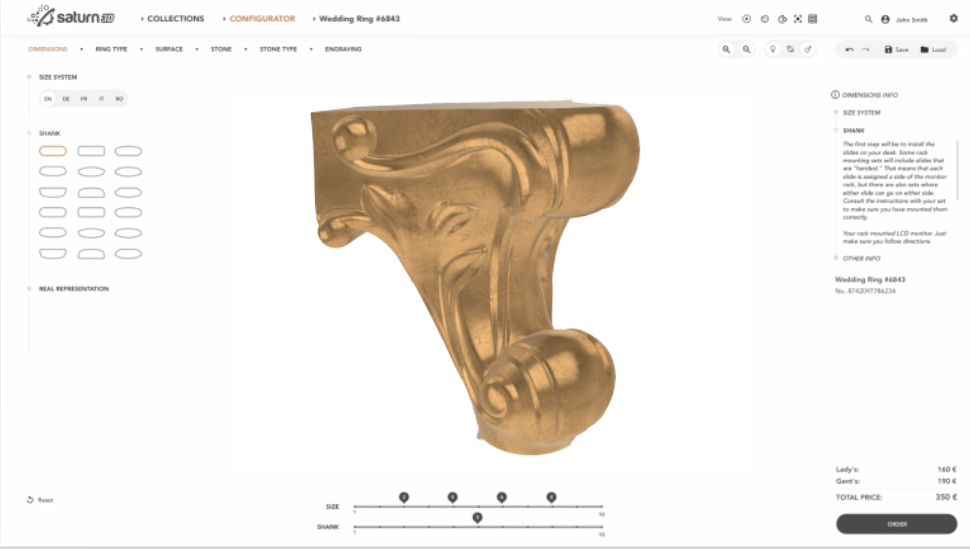 saturn3D
COLLECTIONS
CONFIGURATOR
Wedding Ring #6843
View:
John Smith
DIMENSIONS
RING TYPE
SURFACE
STONE
STONE TYPE
ENGRAVING
Save
Load
SIZE SYSTEM
EN DE FR IT RO
SHANK
REAL REPRESENTATION
DIMENSIONS INFO
SIZE SYSTEM
SHANK
The first step will be to install the
slides on your desk. Some rack
mounting sets will include slides that
are "handed." That means that each
slide is assigned a side of the monitor
rack, but there are also sets where
either slide can go on either side.
Consult the instructions with your set
to make sure you have mounted them
correctly.
Your rack mounted LCD monitor. Just
make sure you follow directions.
OTHER INFO
Wedding Ring #6843
No. 8742097786234
Lady's: 160 €
Gent's: 190 €
TOTAL PRICE: 350 €
ORDER
Reset
SIZE
1 10
SHANK
1 10